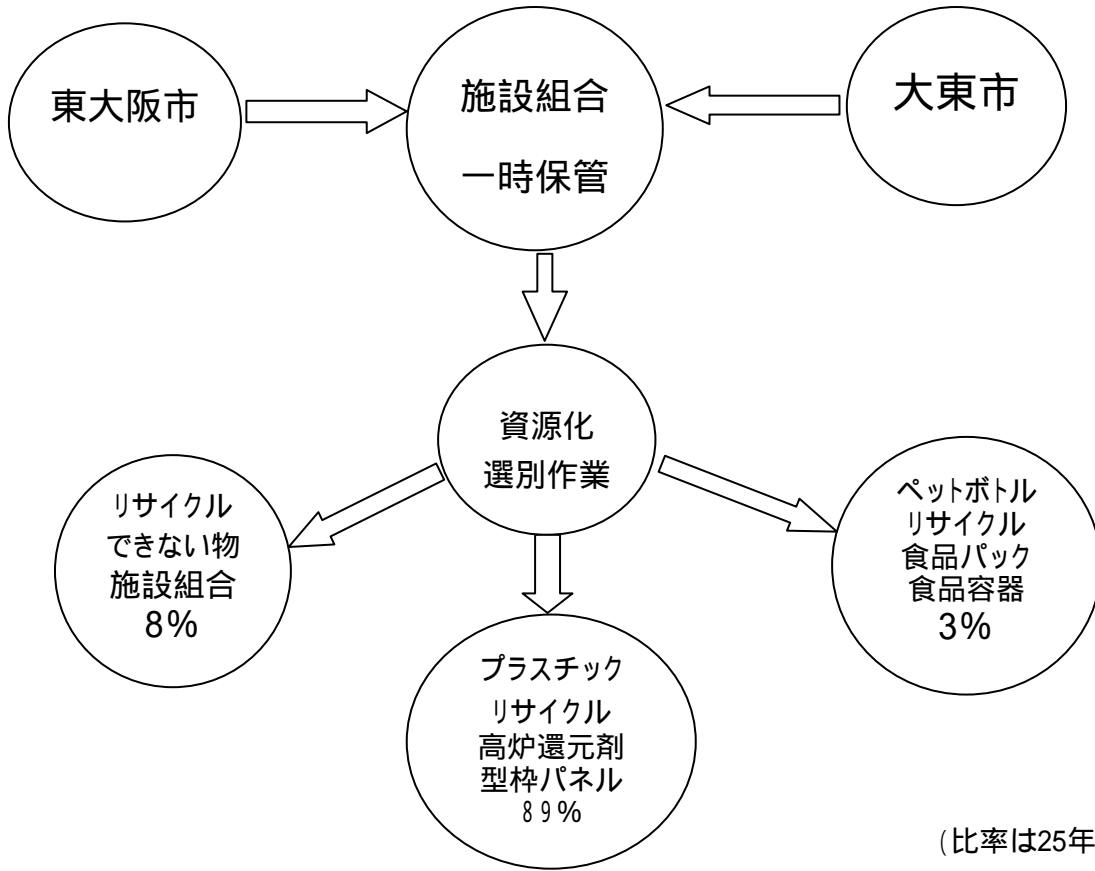 東大阪市
施設組合
一時保管
大東市
資源化
選別作業
リサイクル
できない物
施設組合
8%
プラスチック
リサイクル
高炉還元剤
型枠パネル
89%
ペットボトル
リサイクル
食品パック
食品容器
3%
(比率は25年